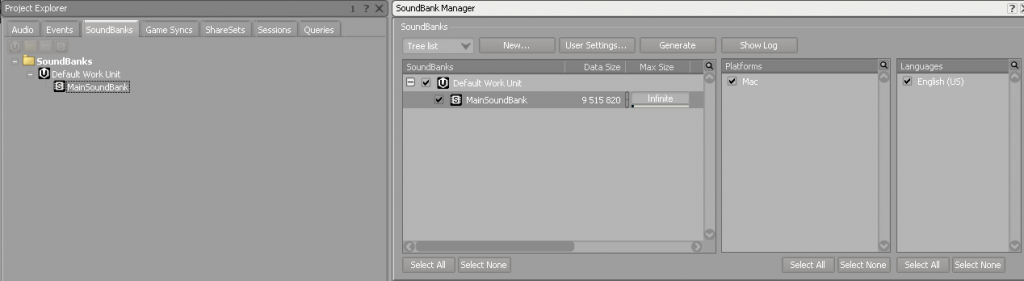 Project Explorer
Audio Events SoundBanks Game Syncs ShareSets Sessions Queries
SoundBanks
Default Work Unit
MainSoundBank
SoundBank Manager
SoundBanks
Tree list New... User Settings... Generate Show Log
SoundBanks Data Size Max Size
Default Work Unit
MainSoundBank 9 515 820 Infinite
Select All Select None
Platforms
Mac
Select All Select None
Languages
English (US)
Select All Select None